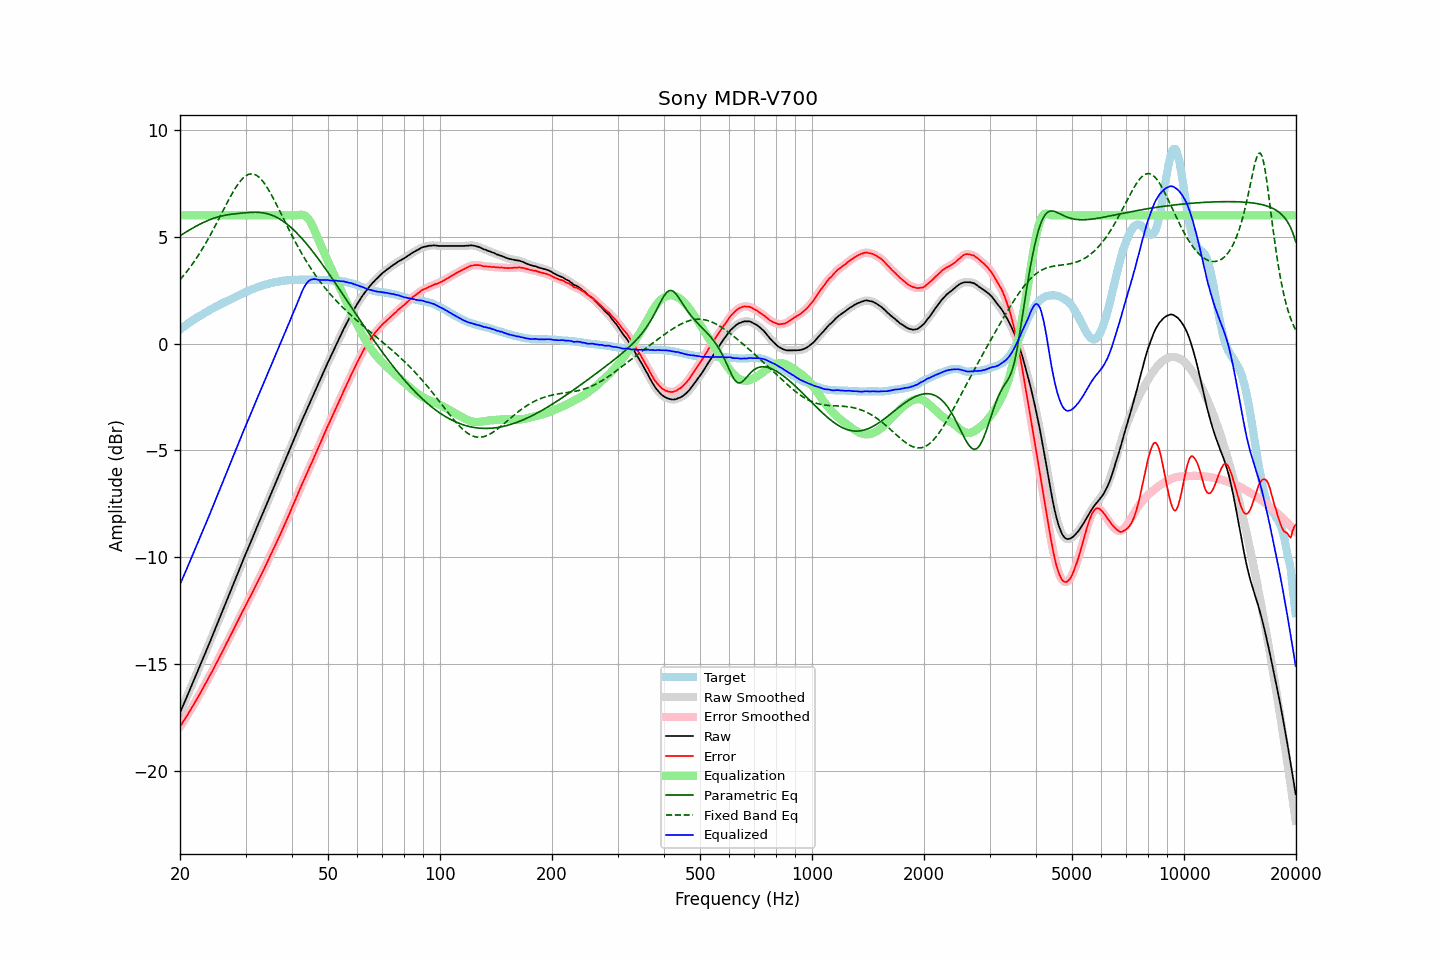 Sony MDR-V700
10
5
0
−5
−10
−15
−20
Amplitude (dBr)
Target
Raw Smoothed
Error Smoothed
Raw
Error
Equalization
Parametric Eq
Fixed Band Eq
Equalized
20 50 100 200 500 1000 2000 5000 10000 20000
Frequency (Hz)